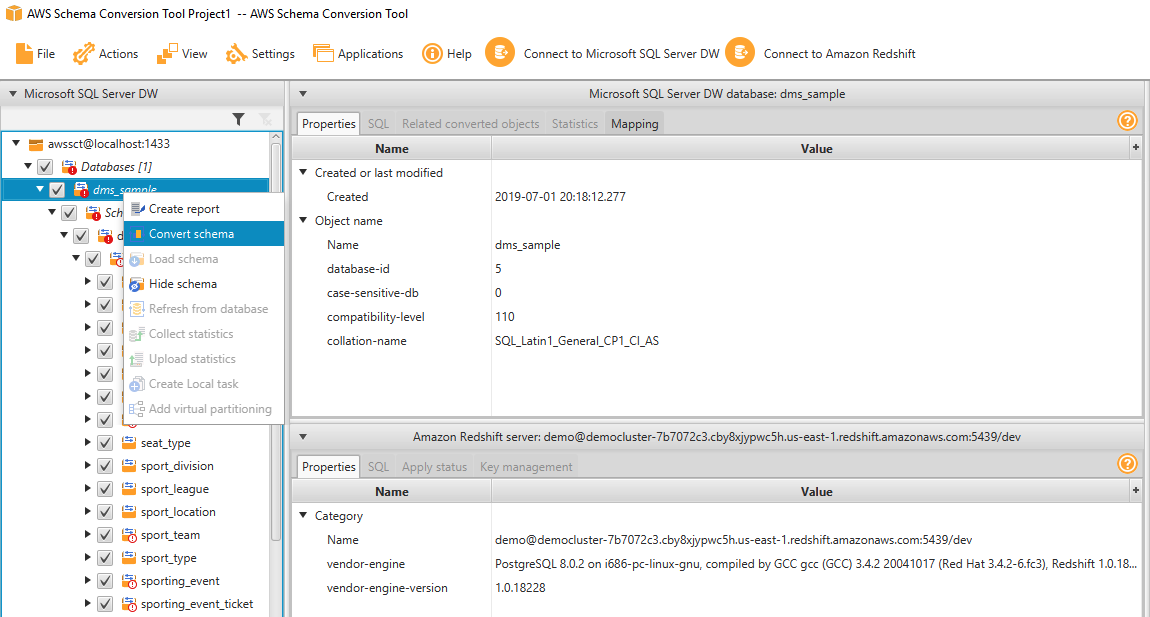 AWS Schema Conversion Tool Project1 -- AWS Schema Conversion Tool
File Actions View Settings Applications Help Connect to Microsoft SQL Server DW Connect to Amazon Redshift
Microsoft SQL Server DW
awssct@localhost:1433
Databases [1]
dms_sample
Sch
d
Create report
Convert schema
Load schema
Hide schema
Refresh from database
Collect statistics
Upload statistics
Create Local task
Add virtual partitioning
seat_type
sport_division
sport_league
sport_location
sport_team
sport_type
sporting_event
sporting_event_ticket
Microsoft SQL Server DW database: dms_sample
Properties SQL Related converted objects Statistics Mapping
Name Value
Created or last modified
Created 2019-07-01 20:18:12.277
Object name
Name dms_sample
database-id 5
case-sensitive-db 0
compatibility-level 110
collation-name SQL_Latin1_General_CP1_CI_AS
Amazon Redshift server: demo@democluster-7b7072c3.cby8xjypwc5h.us-east-1.redshift.amazonaws.com:5439/dev
Properties SQL Apply status Key management
Name Value
Category
Name demo@democluster-7b7072c3.cby8xjypwc5h.us-east-1.redshift.amazonaws.com:5439/dev
vendor-engine PostgreSQL 8.0.2 on i686-pc-linux-gnu, compiled by GCC gcc (GCC) 3.4.2 20041017 (Red Hat 3.4.2-6.fc3), Redshift 1.0.18...
vendor-engine-version 1.0.18228